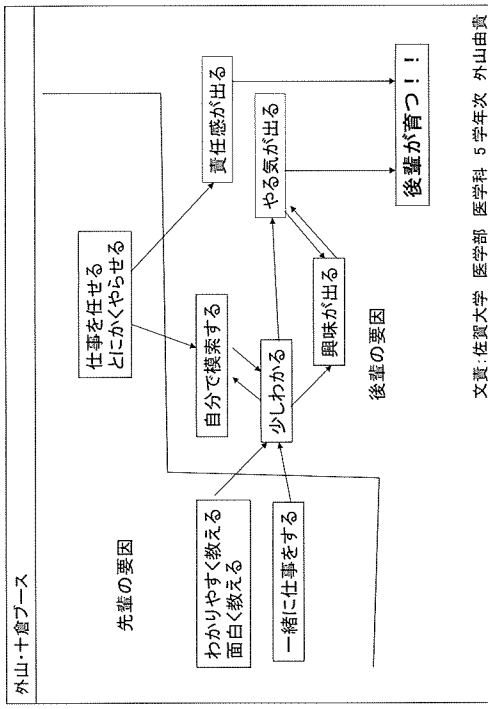 外山・十倉ブース
先輩の要因
仕事を任せる
とにかくやらせる
わかりやすく教える
面白く教える
一緒に仕事をする
自分で模索する
少しわかる
責任感が出る
やる気が出る
興味が出る
後輩の要因
後輩が育つ！！
文責：佐賀大学 医学部 医学科 5学年次 外山由貴